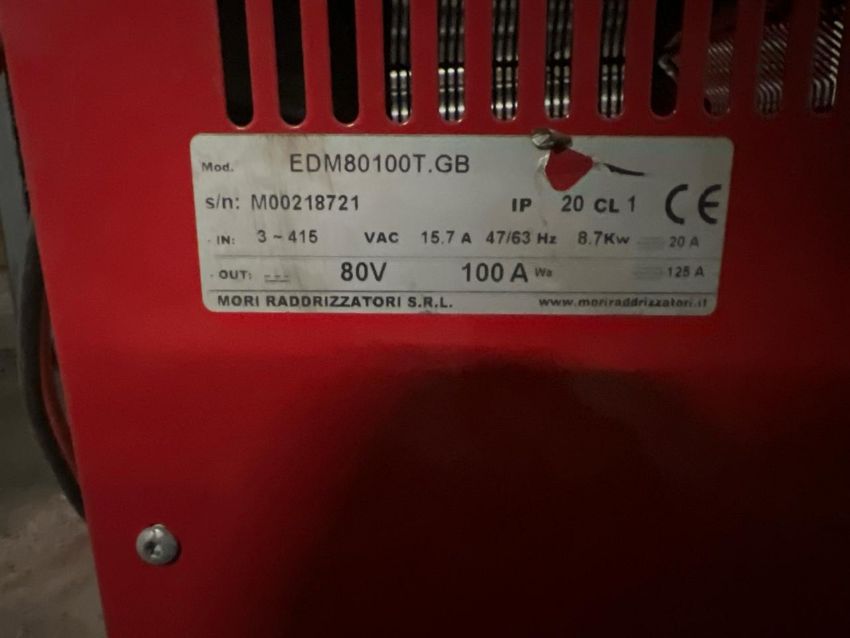 Mod. EDM80100T.GB
s/n: M00218721 IP 20 CL 1 CE
IN: 3~415 VAC 15.7 A 47/63 Hz 8.7Kw 20 A
OUT: 80V 100 A Wa 125 A
MORI RADDRIZZATORI S.R.L. www.moriraddrizzatori.it